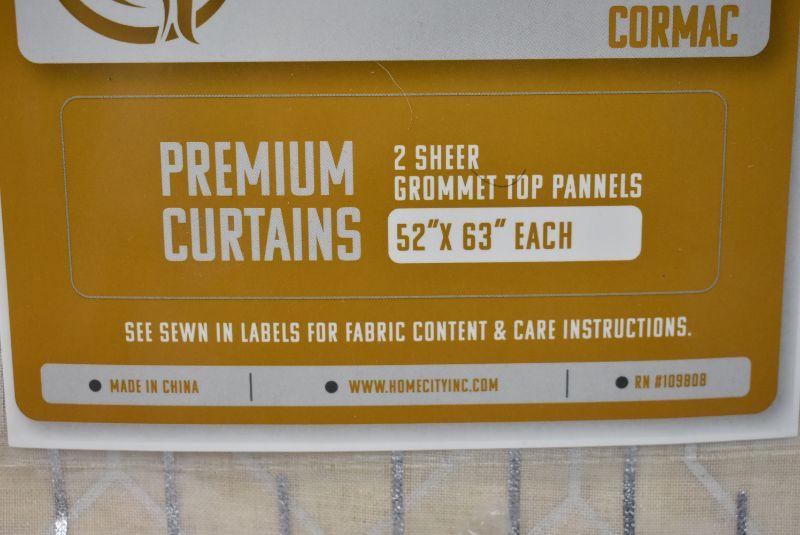 CORMAC
PREMIUM
CURTAINS
2 SHEER
GROMMET TOP PANNELS
52"X 63" EACH
SEE SEWN IN LABELS FOR FABRIC CONTENT & CARE INSTRUCTIONS.
MADE IN CHINA
WWW.HOMECITYINC.COM
RN #109808